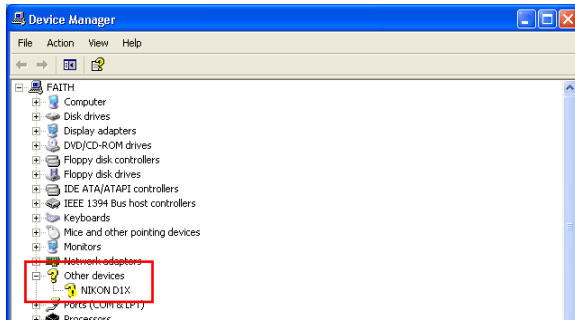 Device Manager
File Action View Help
FAITH
Computer
Disk drives
Display adapters
DVD/CD-ROM drives
Floppy disk controllers
Floppy disk drives
IDE ATA/ATAPI controllers
IEEE 1394 Bus host controllers
Keyboards
Mice and other pointing devices
Monitors
Network adapters
Other devices
NIKON D1X
Ports (COM & LPT)
Processors